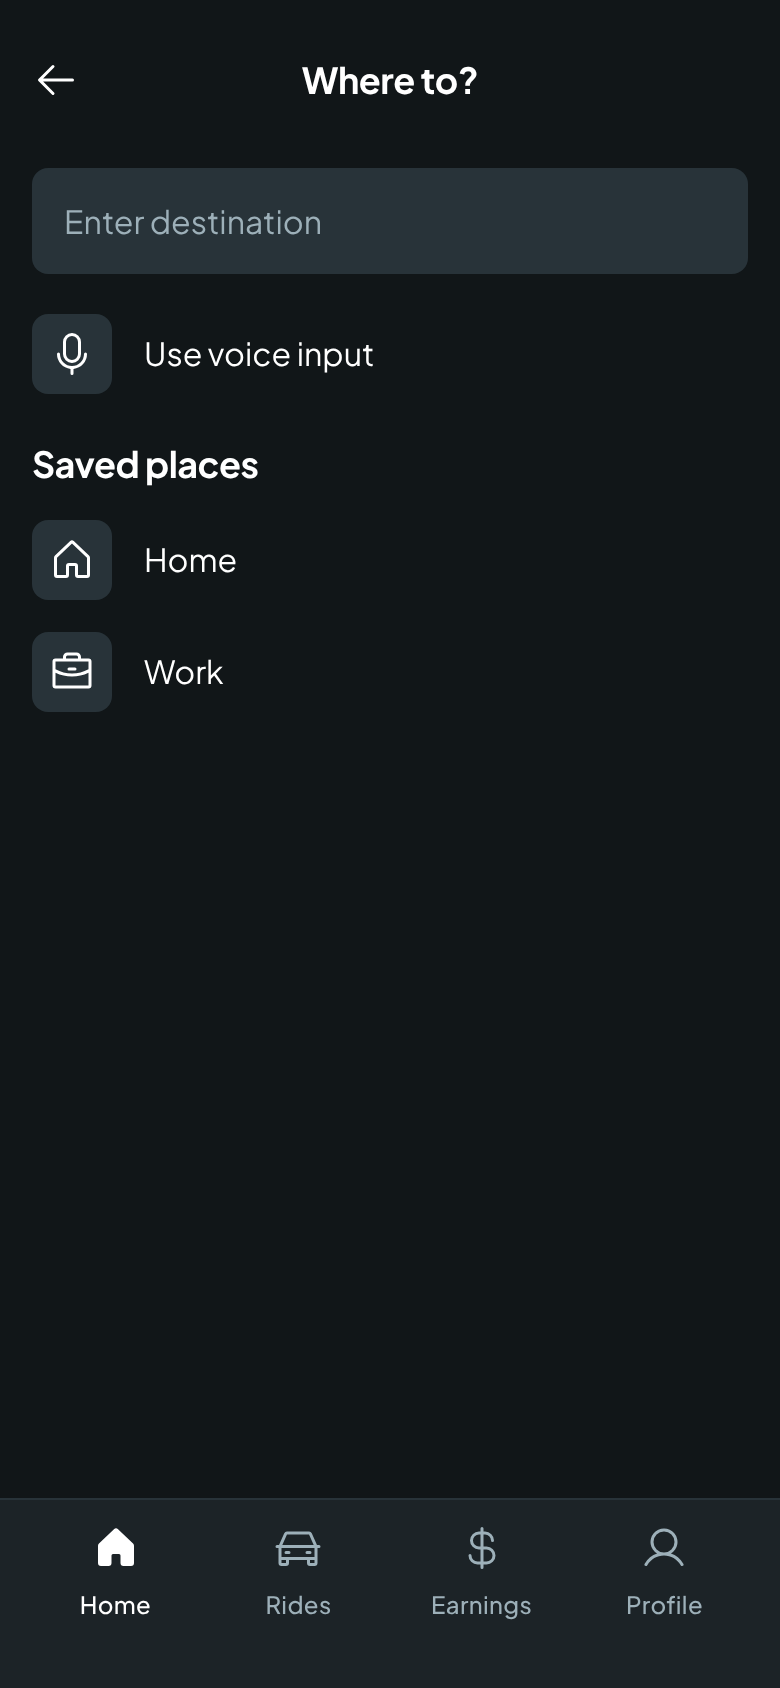 Where to?
Enter destination
Use voice input
Saved places
Home
Work
Home
Rides
Earnings
Profile